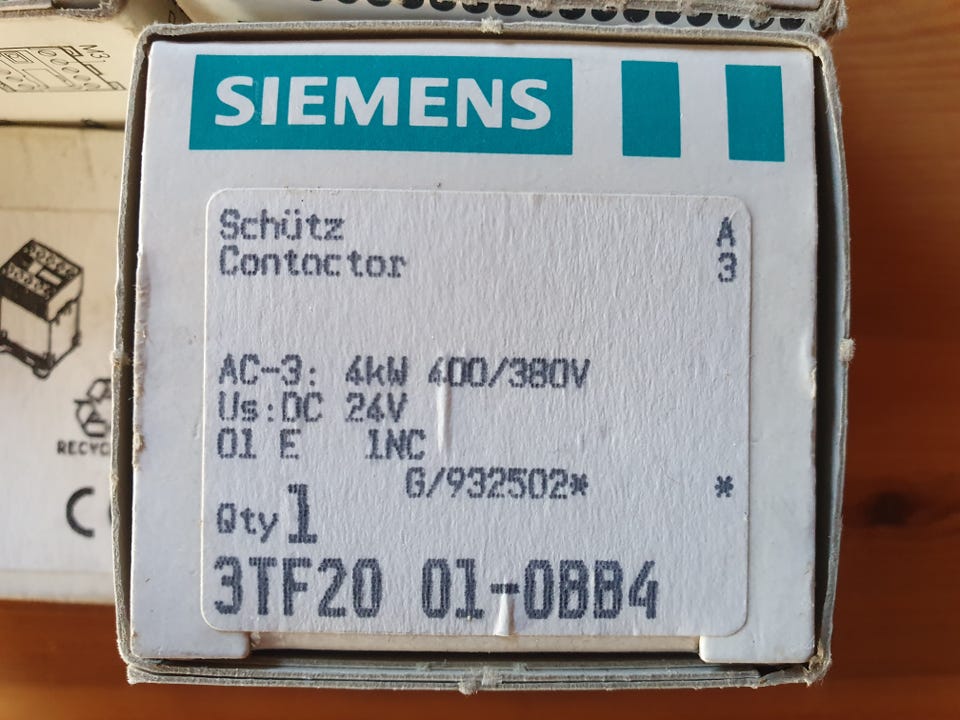 SIEMENS
Schütz A
Contactor 3
AC-3: 4kW 400/380V
Us:DC 24V
01 E 1NC
G/932502* *
Qty 1
3TF20 01-0BB4
M3
C